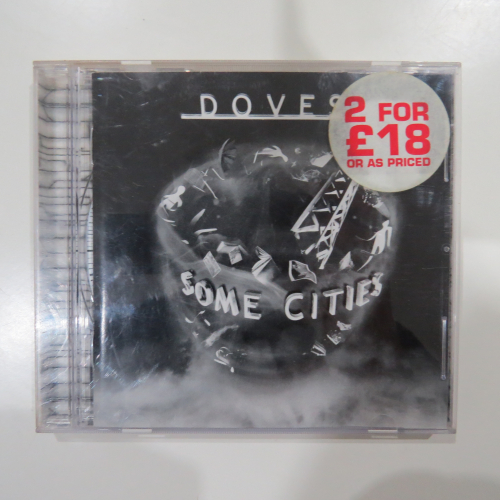 DOVES
2 FOR
£18
OR AS PRICED
SOME CITIES